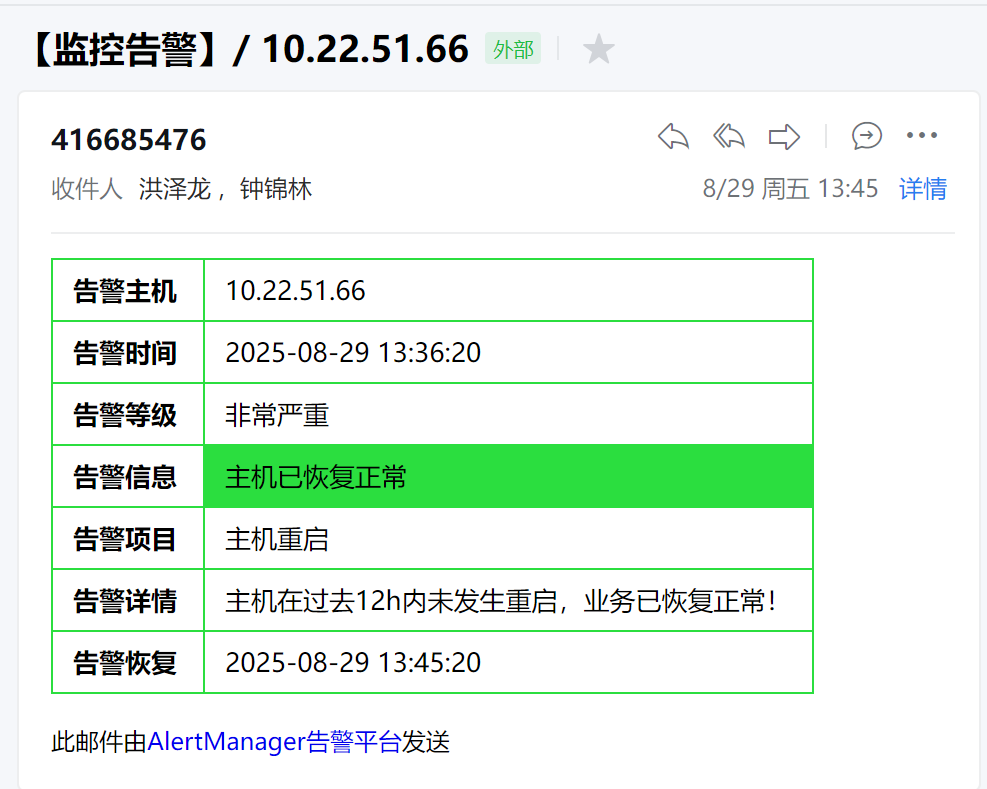 【监控告警】/ 10.22.51.66 外部
416685476
收件人 洪泽龙 ，钟锦林 8/29 周五 13:45 详情
告警主机 10.22.51.66
告警时间 2025-08-29 13:36:20
告警等级 非常严重
告警信息 主机已恢复正常
告警项目 主机重启
告警详情 主机在过去12h内未发生重启，业务已恢复正常！
告警恢复 2025-08-29 13:45:20
此邮件由AlertManager告警平台发送